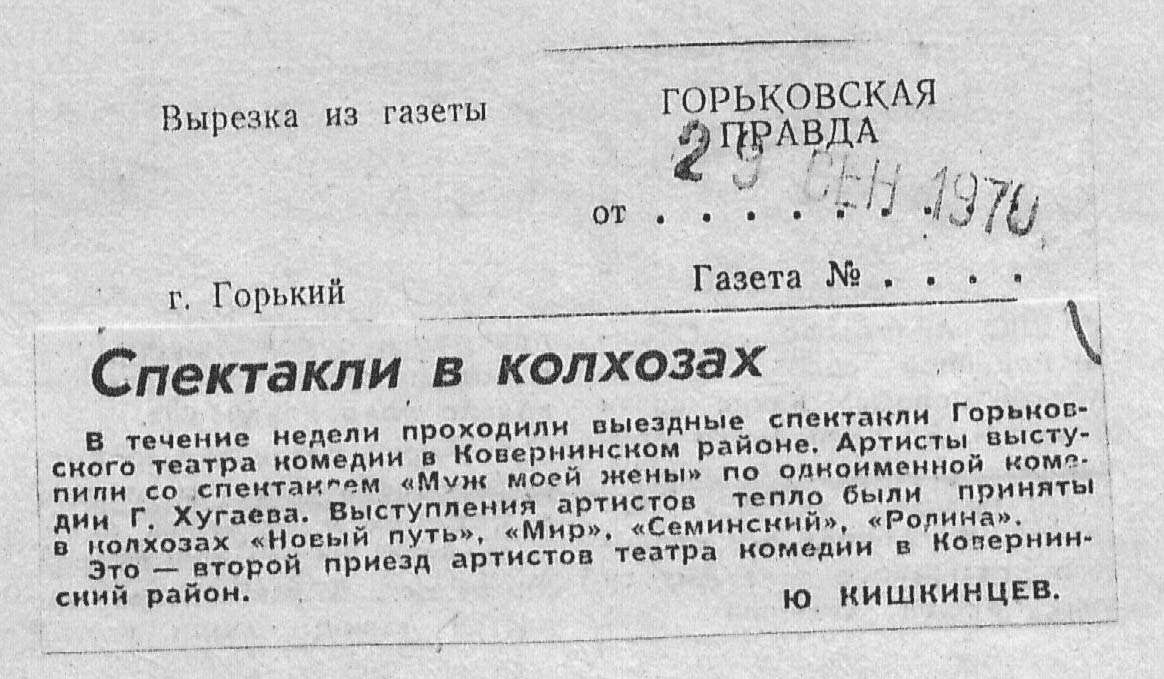 Вырезка из газеты
ГОРЬКОВСКАЯ
ПРАВДА
29 СЕН 1970
от . . . . . . . . .
г. Горький
Газета № . . . .
Спектакли в колхозах
В течение недели проходили выездные спектакли Горьков-
ского театра комедии в Ковернинском районе. Артисты высту-
пили со спектаклем «Муж моей жены» по одноименной коме-
дии Г. Хугаева. Выступления артистов тепло были приняты
в колхозах «Новый путь», «Мир», «Семинский», «Родина».
Это — второй приезд артистов театра комедии в Ковернин-
ский район.
Ю КИШКИНЦЕВ.